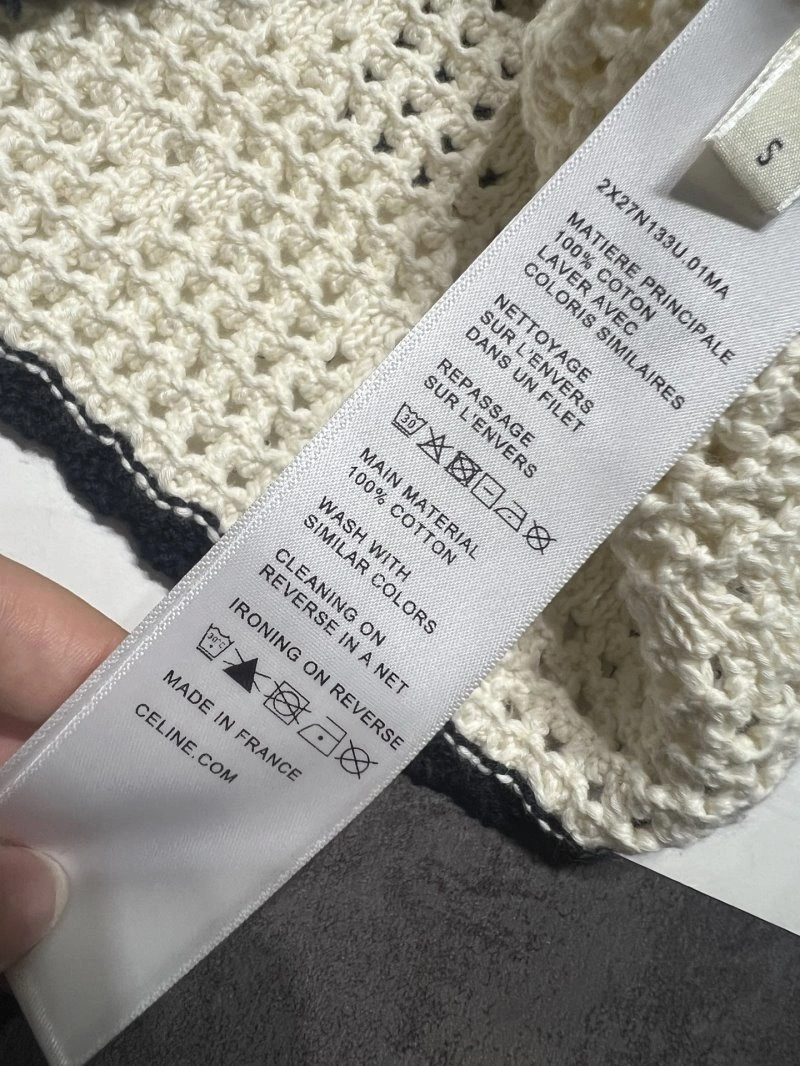 S
2X27N133U.01MA
MATIERE PRINCIPALE
100% COTON
LAVER AVEC
COLORIS SIMILAIRES
NETTOYAGE
SUR L'ENVERS
DANS UN FILET
REPASSAGE
SUR L'ENVERS
30
MAIN MATERIAL
100% COTTON
WASH WITH
SIMILAR COLORS
CLEANING ON
REVERSE IN A NET
IRONING ON REVERSE
30°C
MADE IN FRANCE
CELINE.COM